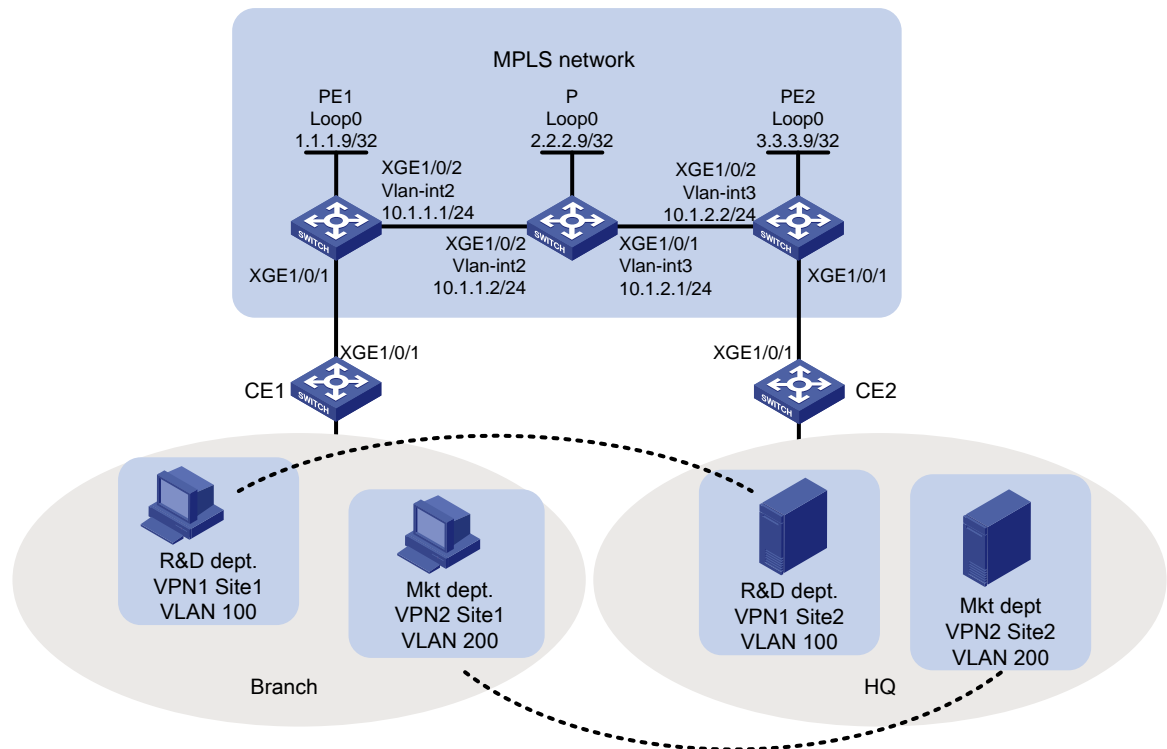 MPLS network
PE1
Loop0
1.1.1.9/32
P
Loop0
2.2.2.9/32
PE2
Loop0
3.3.3.9/32
XGE1/0/2
Vlan-int2
10.1.1.1/24
XGE1/0/2
Vlan-int3
10.1.2.2/24
SWITCH
SWITCH
SWITCH
XGE1/0/2
Vlan-int2
10.1.1.2/24
XGE1/0/1
Vlan-int3
10.1.2.1/24
XGE1/0/1
XGE1/0/1
XGE1/0/1
XGE1/0/1
CE1
SWITCH
SWITCH
CE2
R&D dept.
VPN1 Site1
VLAN 100
Mkt dept.
VPN2 Site1
VLAN 200
Branch
R&D dept.
VPN1 Site2
VLAN 100
Mkt dept
VPN2 Site2
VLAN 200
HQ